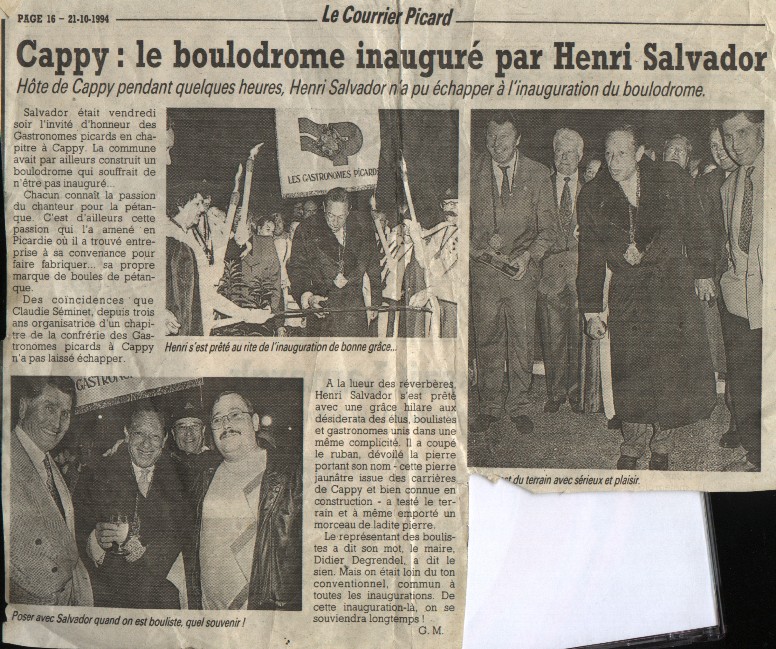 PAGE 16 - 21-10-1994
Le Courrier Picard
Cappy : le boulodrome inauguré par Henri Salvador
Hôte de Cappy pendant quelques heures, Henri Salvador n'a pu échapper à l'inauguration du boulodrome.
Salvador était vendredi
soir l'invité d'honneur des
Gastronomes picards en cha-
pitre à Cappy. La commune
avait par ailleurs construit un
boulodrome qui souffrait de
n'être pas inauguré...
Chacun connaît la passion
du chanteur pour la pétan-
que. C'est d'ailleurs cette
passion qui l'a amené en
Picardie où il a trouvé entre-
prise à sa convenance pour
faire fabriquer... sa propre
marque de boules de pétan-
que.
Des coïncidences que
Claudie Séminet, depuis trois
ans organisatrice d'un chapi-
tre de la confrérie des Gas-
tronomes picards à Cappy
n'a pas laissé échapper.
LES GASTRONOMES PICARDS
Henri s'est prêté au rite de l'inauguration de bonne grâce...
GASTRONO
Poser avec Salvador quand on est bouliste, quel souvenir !
A la lueur des réverbères,
Henri Salvador s'est prêté
avec une grâce hilare aux
désiderata des élus, boulistes
et gastronomes unis dans une
même complicité. Il a coupé
le ruban, dévoilé la pierre
portant son nom - cette pierre
jaunâtre issue des carrières
de Cappy et bien connue en
construction - a testé le ter-
rain et à même emporté un
morceau de ladite pierre.
Le représentant des boulis-
tes a dit son mot, le maire,
Didier Degrendel, a dit le
sien. Mais on était loin du ton
conventionnel, commun à
toutes les inaugurations. De
cette inauguration-là, on se
souviendra longtemps !
G. M.
du terrain avec sérieux et plaisir.